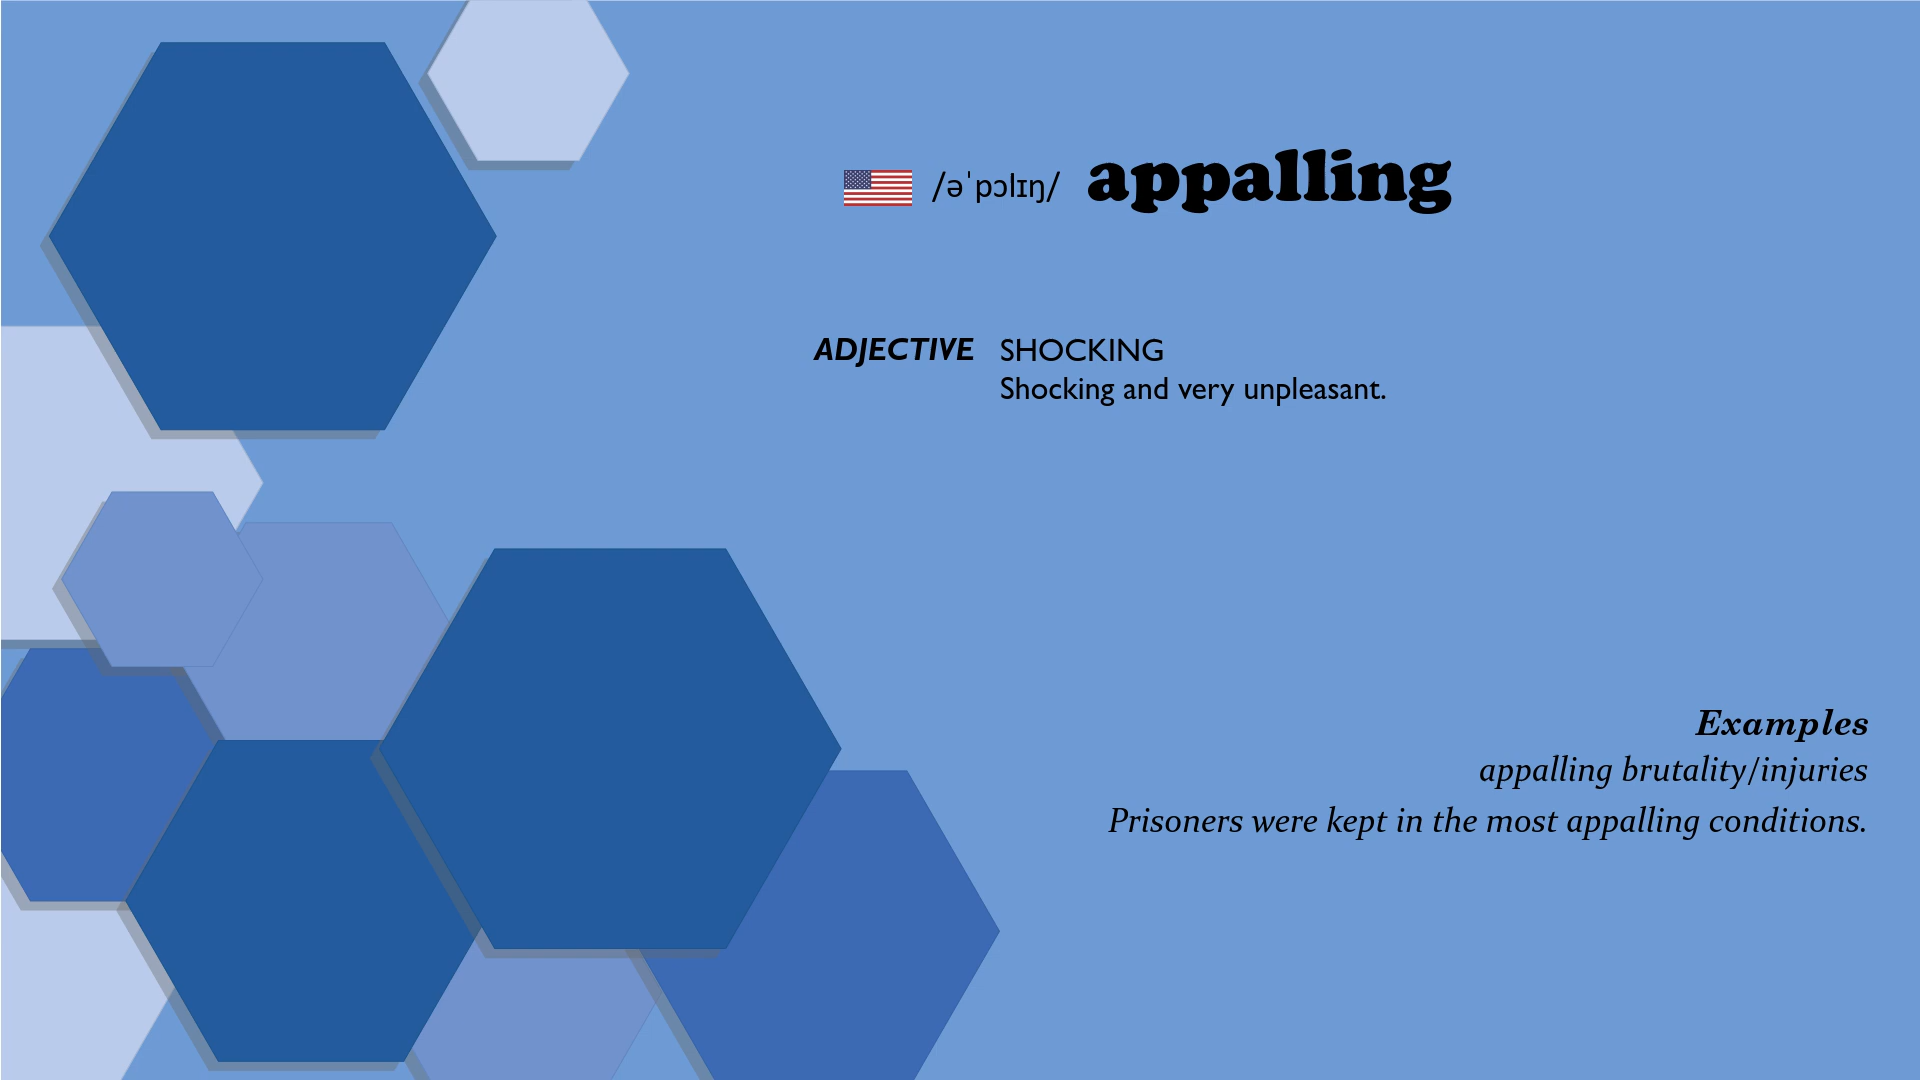 /əˈpɔlɪŋ/ appalling
ADJECTIVE SHOCKING
Shocking and very unpleasant.
Examples
appalling brutality/injuries
Prisoners were kept in the most appalling conditions.